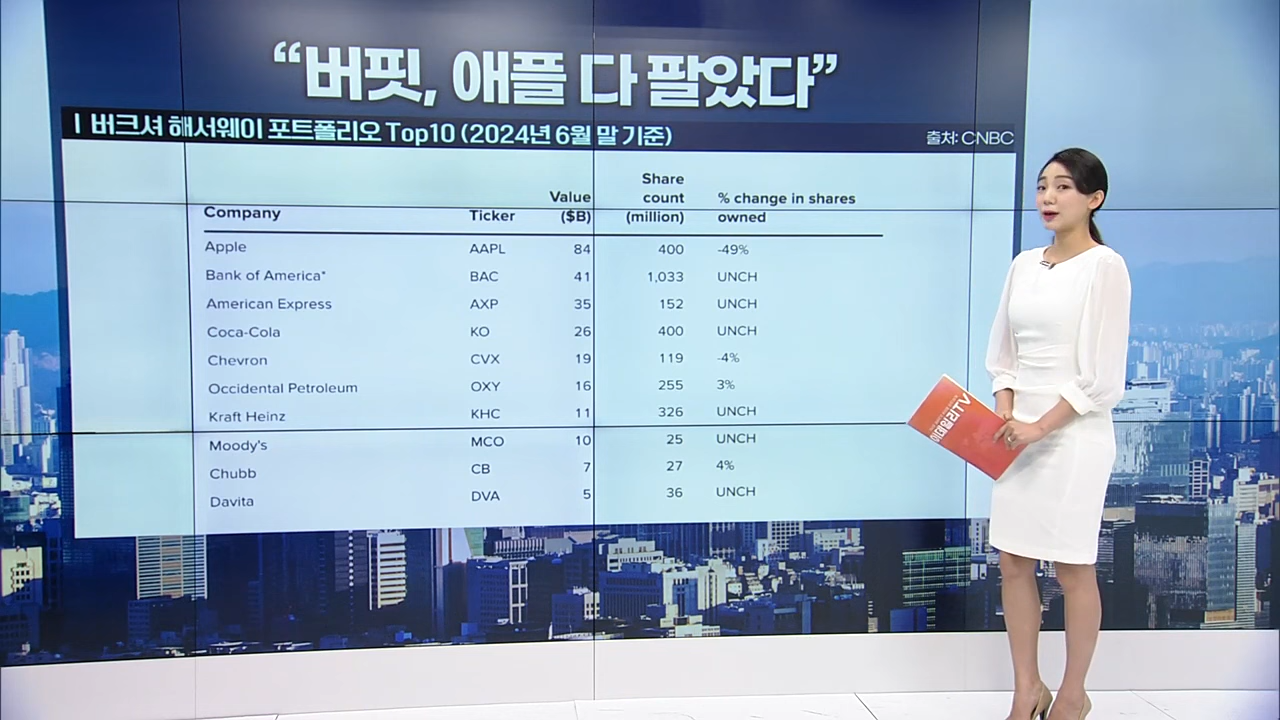 “버핏, 애플 다 팔았다”
| 버크셔 해서웨이 포트폴리오 Top10 (2024년 6월 말 기준)
출처: CNBC
Company Ticker Value ($B) Share count (million) % change in shares owned
Apple AAPL 84 400 -49%
Bank of America* BAC 41 1,033 UNCH
American Express AXP 35 152 UNCH
Coca-Cola KO 26 400 UNCH
Chevron CVX 19 119 -4%
Occidental Petroleum OXY 16 255 3%
Kraft Heinz KHC 11 326 UNCH
Moody's MCO 10 25 UNCH
Chubb CB 7 27 4%
Davita DVA 5 36 UNCH
이데일리TV